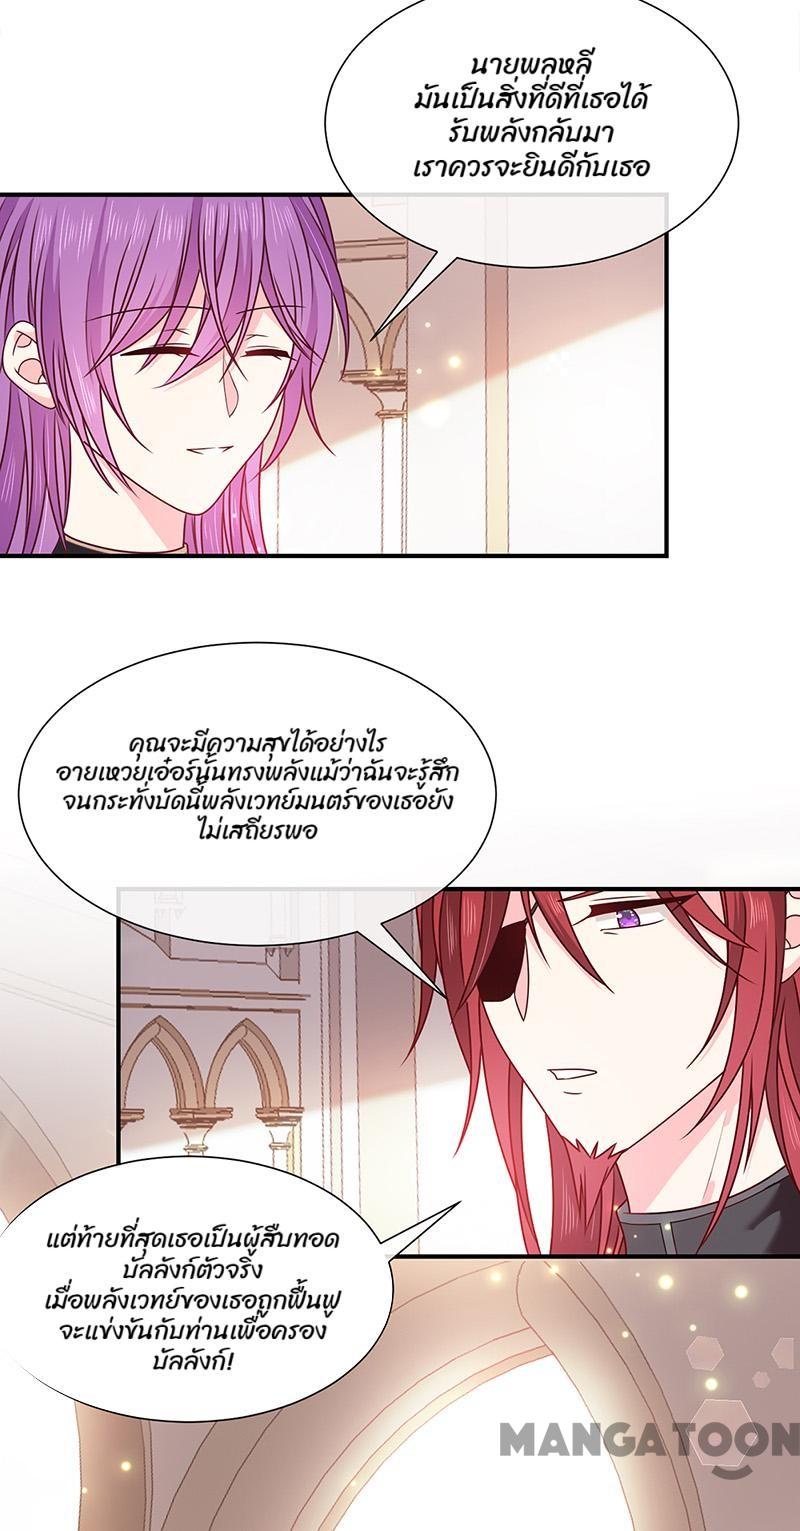 นายพลหลี
มันเป็นสิ่งที่ดีที่เธอได้
รับพลังกลับมา
เราควรจะยินดีกับเธอ
คุณจะมีความสุขได้อย่างไร
อายเหวยเอ๋อร์นั้นทรงพลังแม้ว่าฉันจะรู้สึก
จนกระทั่งบัดนี้พลังเวทย์มนตร์ของเธอยัง
ไม่เสถียรพอ
แต่ท้ายที่สุดเธอเป็นผู้สืบทอด
บัลลังก์ตัวจริง
เมื่อพลังเวทย์ของเธอถูกฟื้นฟู
จะแข่งขันกับท่านเพื่อครอง
บัลลังก์!
MANGATOON